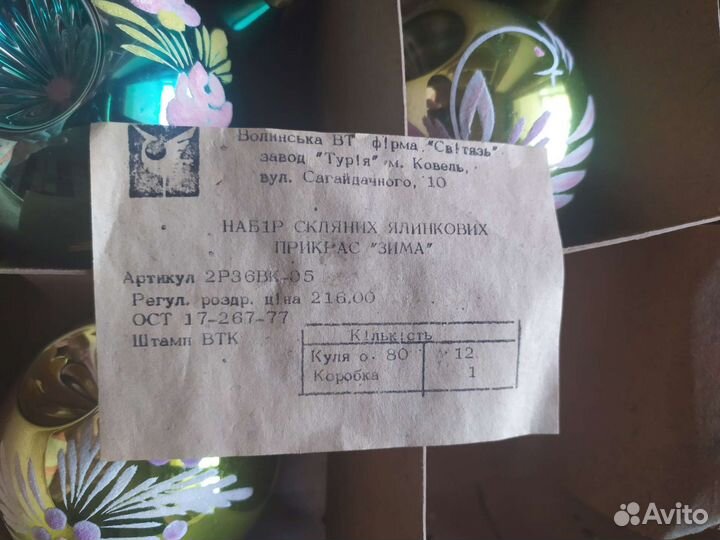 Волинська ВТ фірма "Світязь"
завод "Турія" м. Ковель,
вул. Сагайдачного, 10
НАБІР СКЛЯНИХ ЯЛИНКОВИХ
ПРИКРАС "ЗИМА"
Артикул 2Р36ВК-05
Регул. роздр. ціна 216.00
ОСТ 17-267-77
Штамп ВТК
Кількість
Куля о. 80 12
Коробка 1
Avito